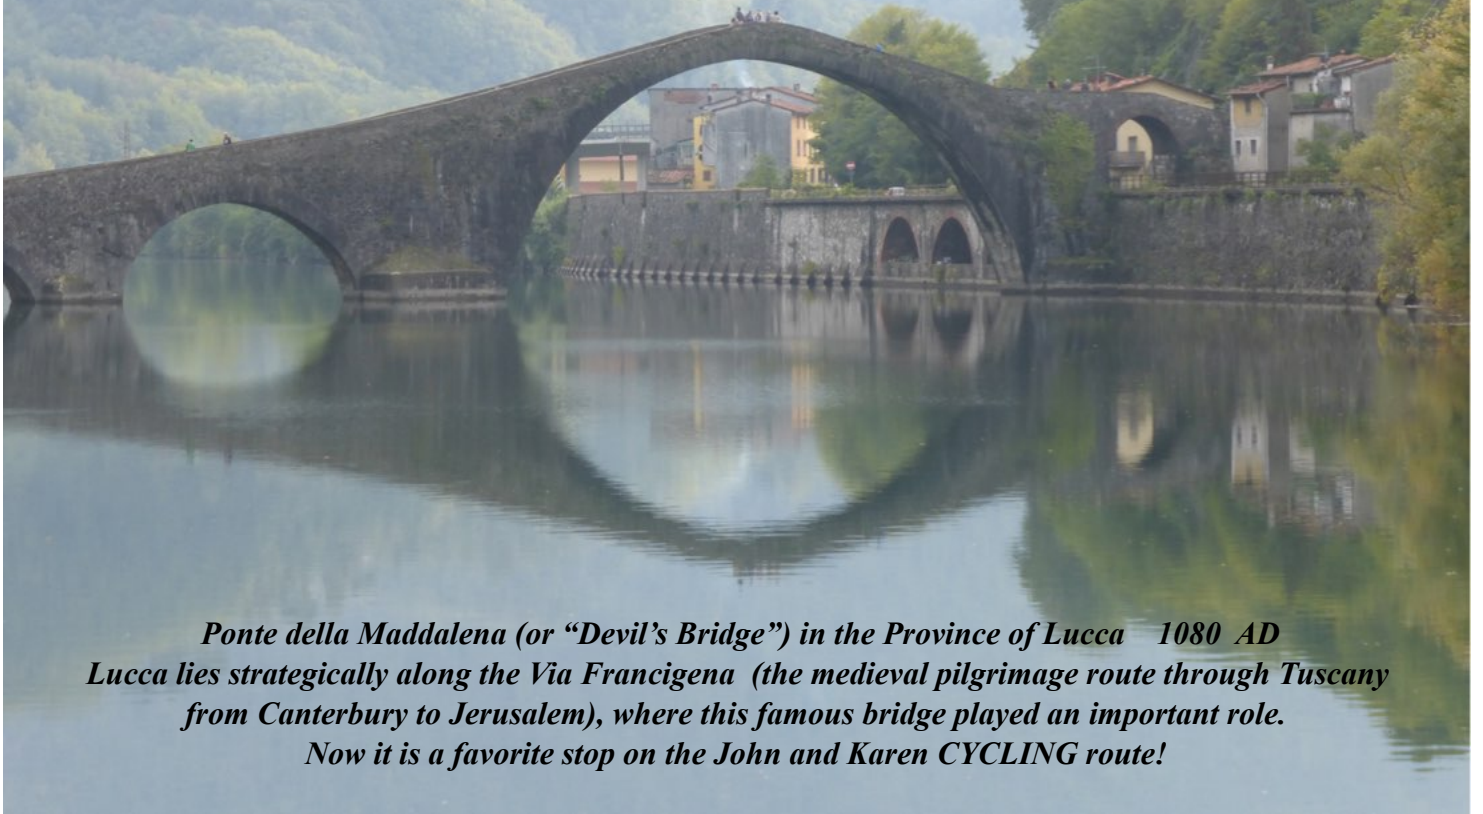 Ponte della Maddalena (or “Devil’s Bridge”) in the Province of Lucca    1080  AD
Lucca lies strategically along the Via Francigena  (the medieval pilgrimage route through Tuscany
from Canterbury to Jerusalem), where this famous bridge played an important role.
Now it is a favorite stop on the John and Karen CYCLING route!